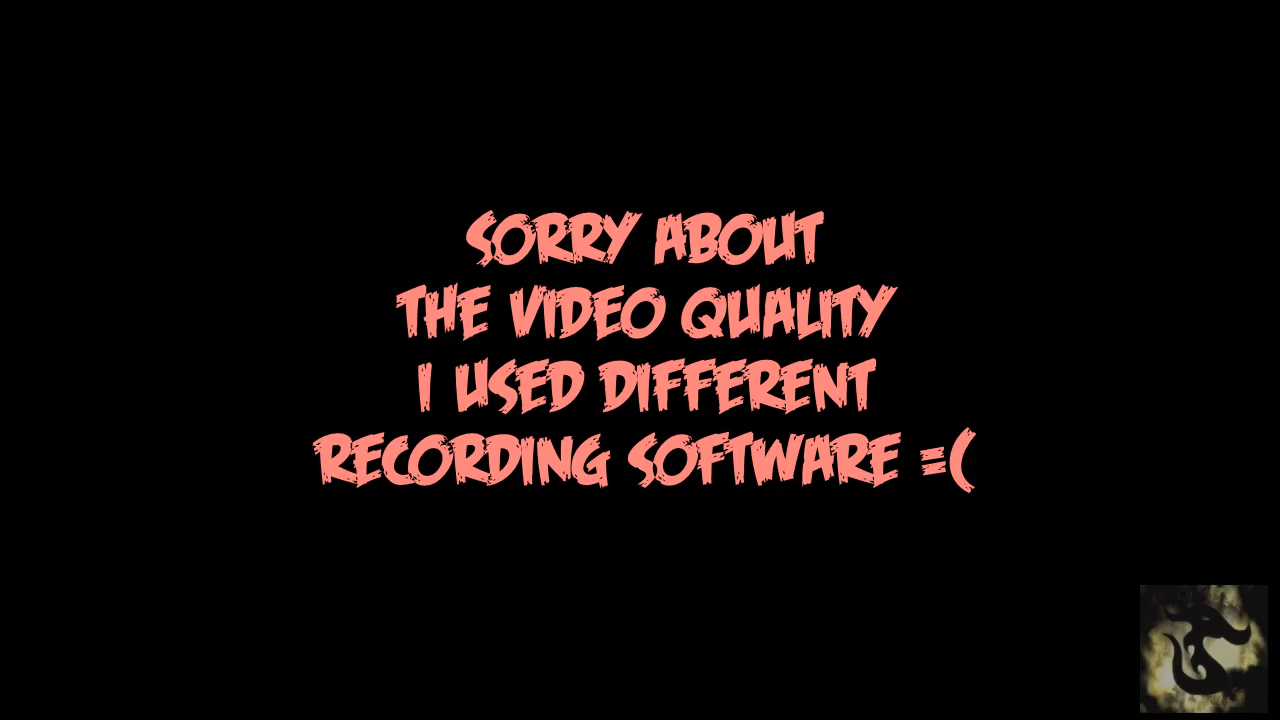 SORRY ABOUT
THE VIDEO QUALITY
I USED DIFFERENT
RECORDING SOFTWARE =(